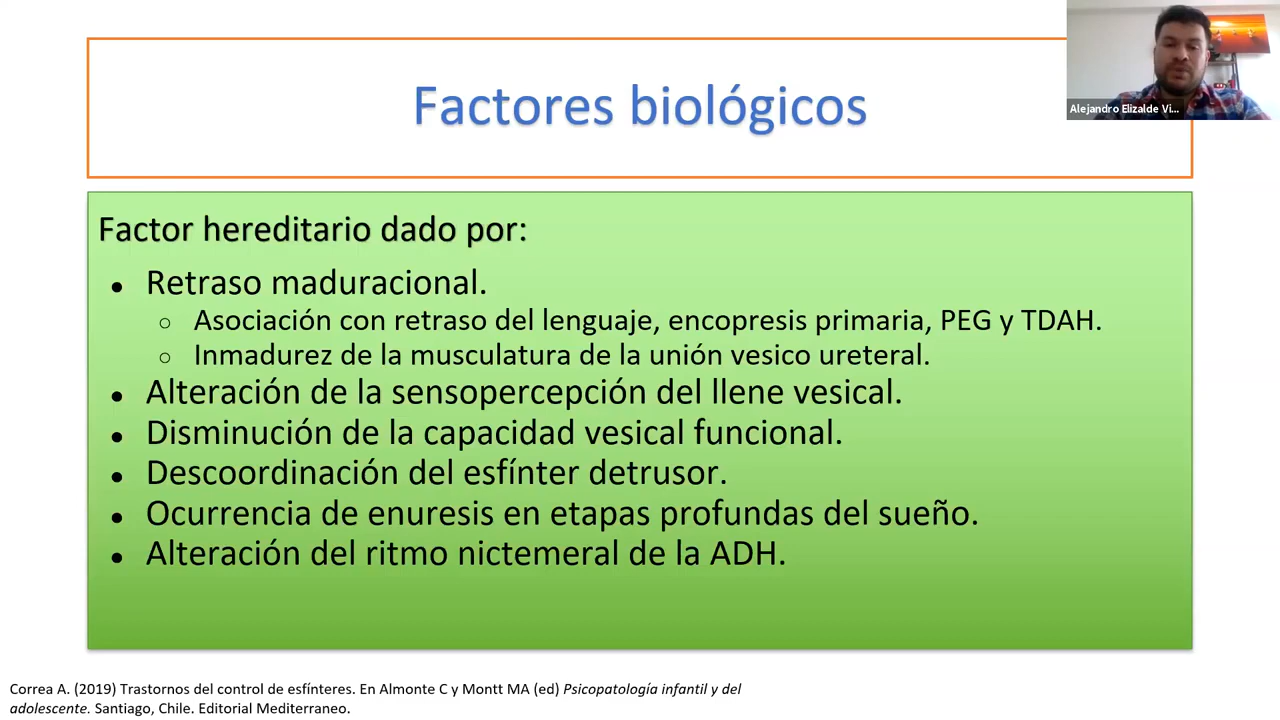 Factores biológicos
Alejandro Elizalde Vi...
Factor hereditario dado por:
● Retraso maduracional.
○ Asociación con retraso del lenguaje, encopresis primaria, PEG y TDAH.
○ Inmadurez de la musculatura de la unión vesico ureteral.
● Alteración de la sensopercepción del llene vesical.
● Disminución de la capacidad vesical funcional.
● Descoordinación del esfínter detrusor.
● Ocurrencia de enuresis en etapas profundas del sueño.
● Alteración del ritmo nictemeral de la ADH.
Correa A. (2019) Trastornos del control de esfínteres. En Almonte C y Montt MA (ed) Psicopatología infantil y del
adolescente. Santiago, Chile. Editorial Mediterraneo.